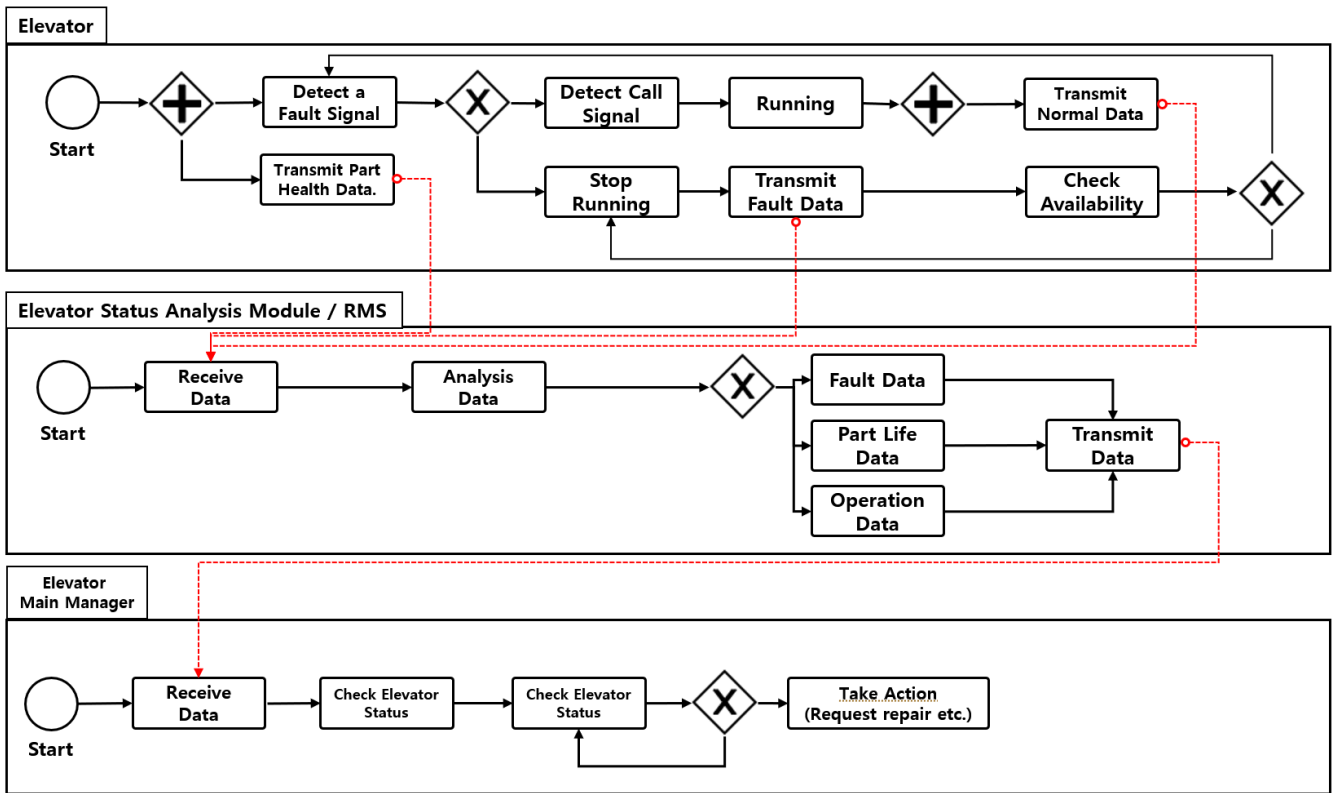 Elevator
Start
Detect a
Fault Signal
Transmit Part
Health Data.
X
Detect Call
Signal
Running
Transmit
Normal Data
Stop
Running
Transmit
Fault Data
Check
Availability
X
Elevator Status Analysis Module / RMS
Start
Receive
Data
Analysis
Data
X
Fault Data
Part Life
Data
Operation
Data
Transmit
Data
Elevator
Main Manager
Start
Receive
Data
Check Elevator
Status
Check Elevator
Status
X
Take Action
(Request repair etc.)